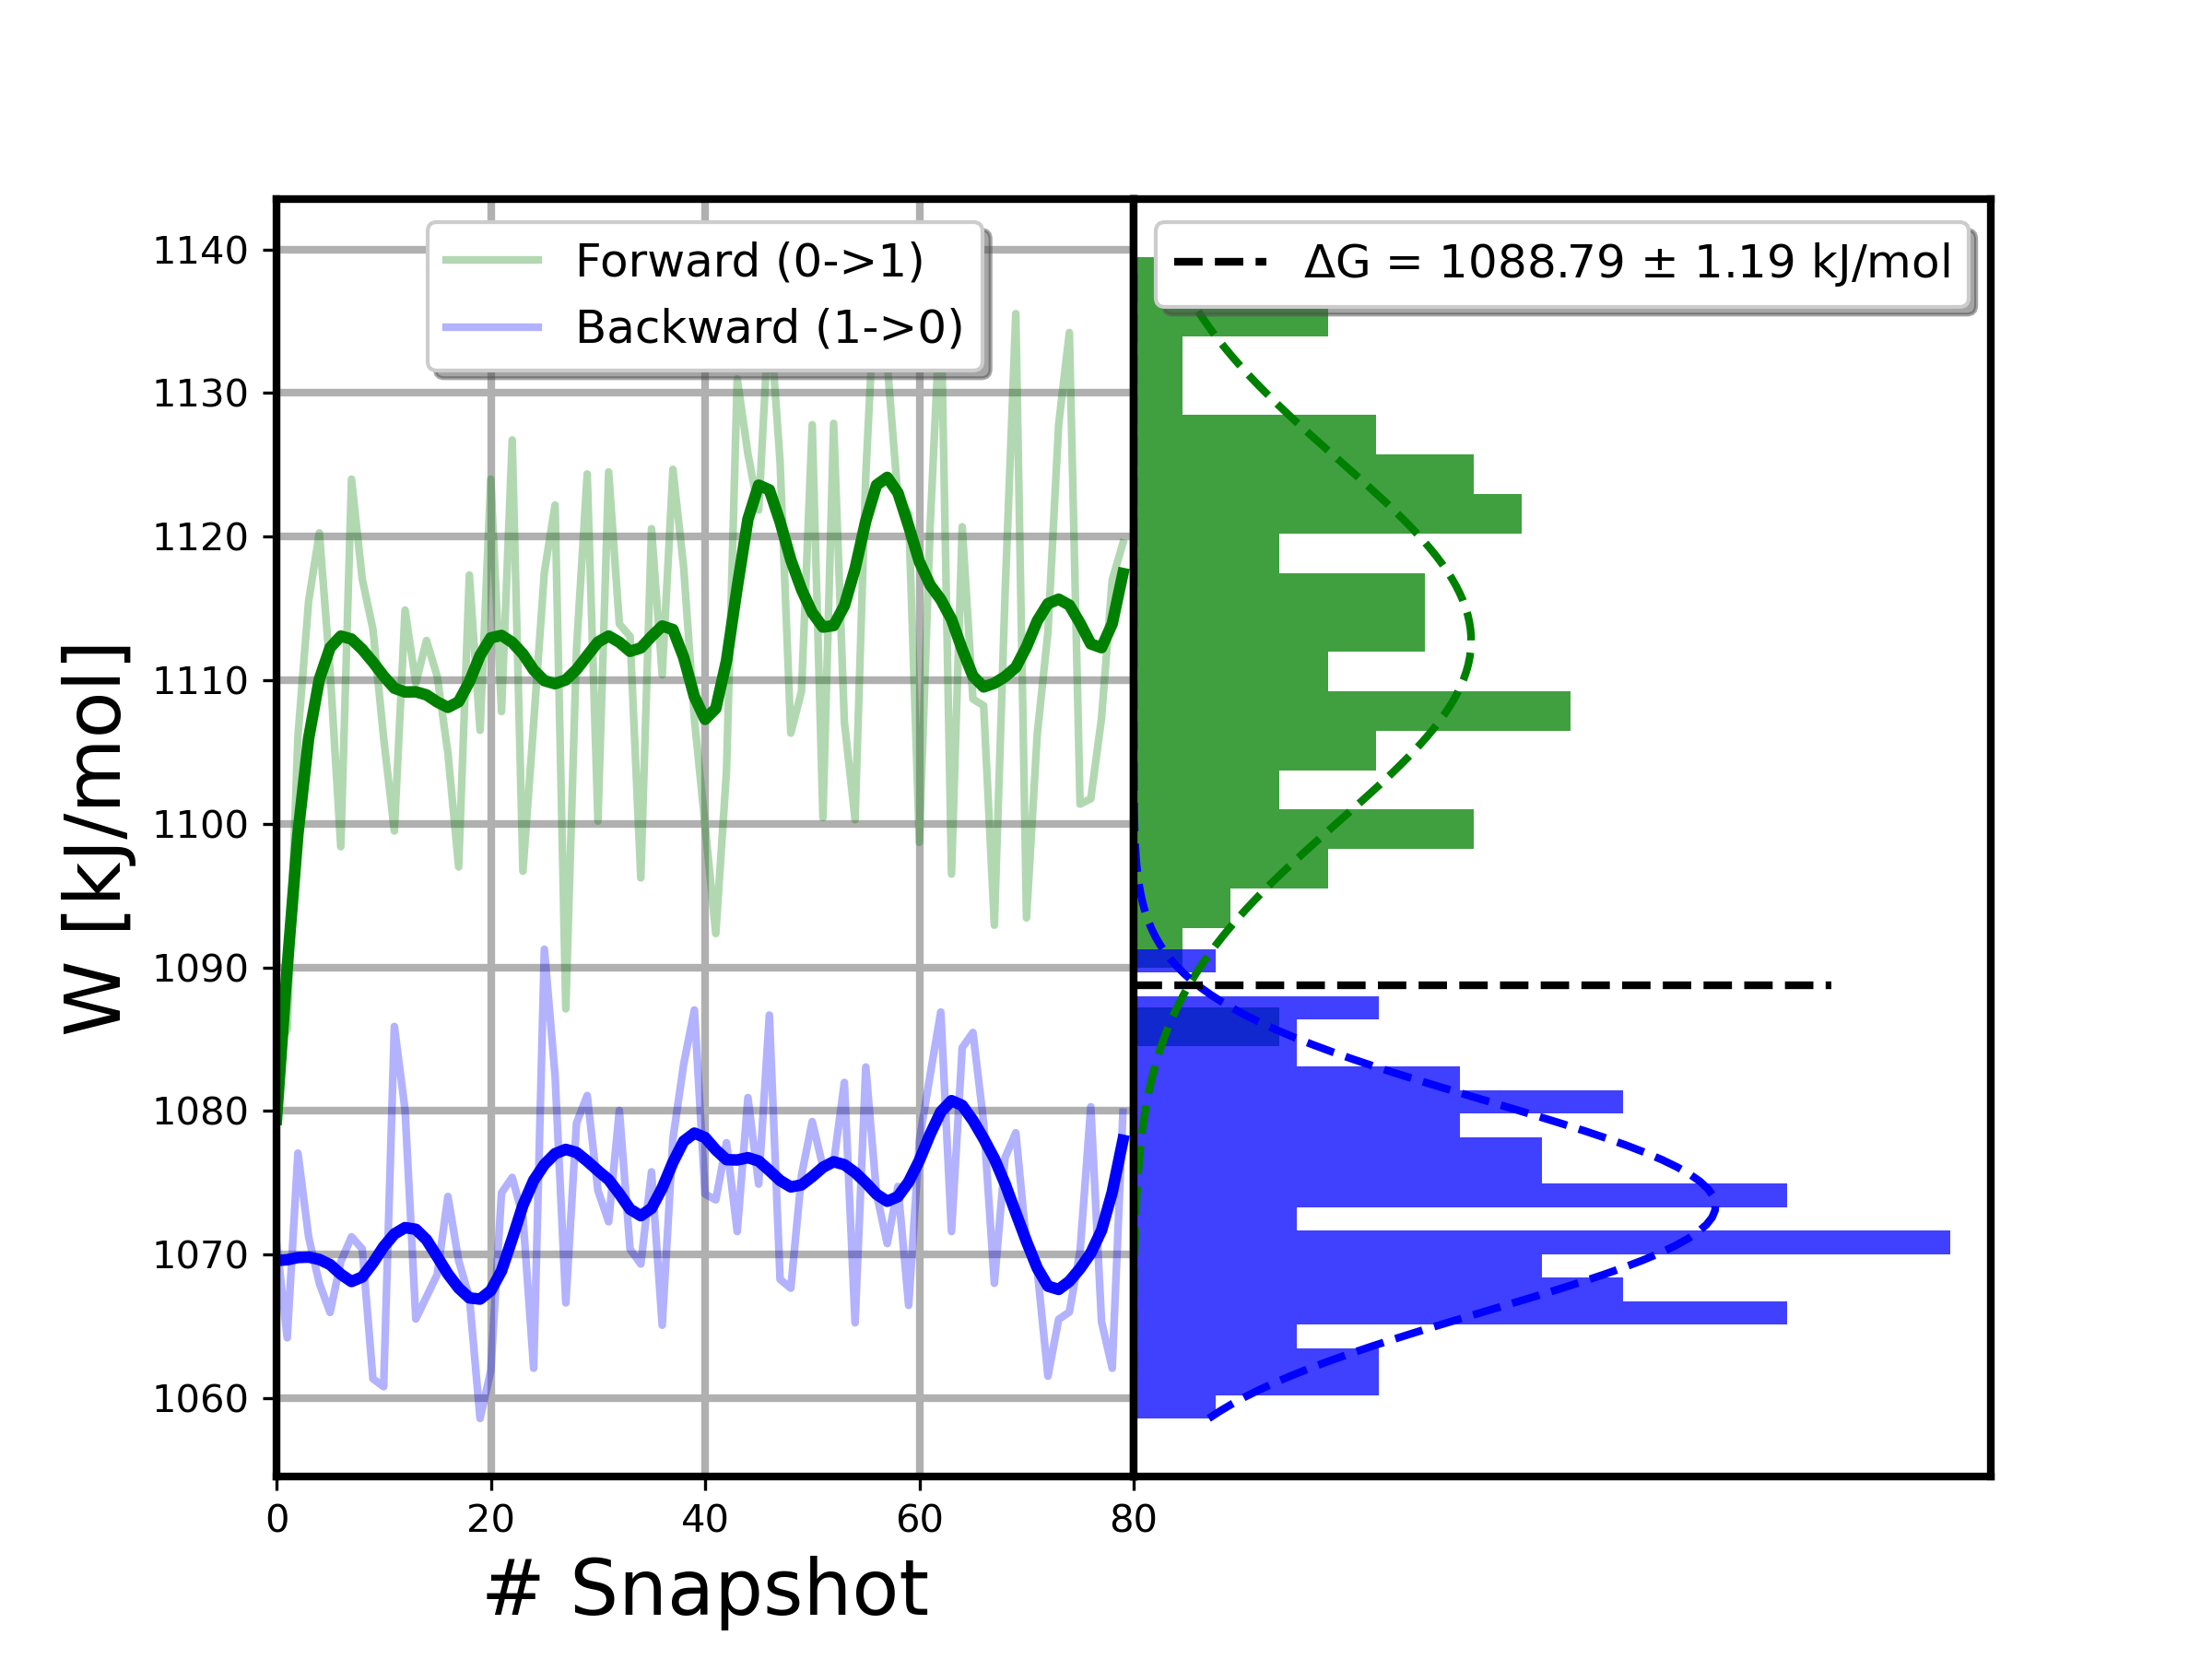 Forward (0->1)
Backward (1->0)
ΔG = 1088.79 ± 1.19 kJ/mol
W [kJ/mol]
1140
1130
1120
1110
1100
1090
1080
1070
1060
0 20 40 60 80
# Snapshot